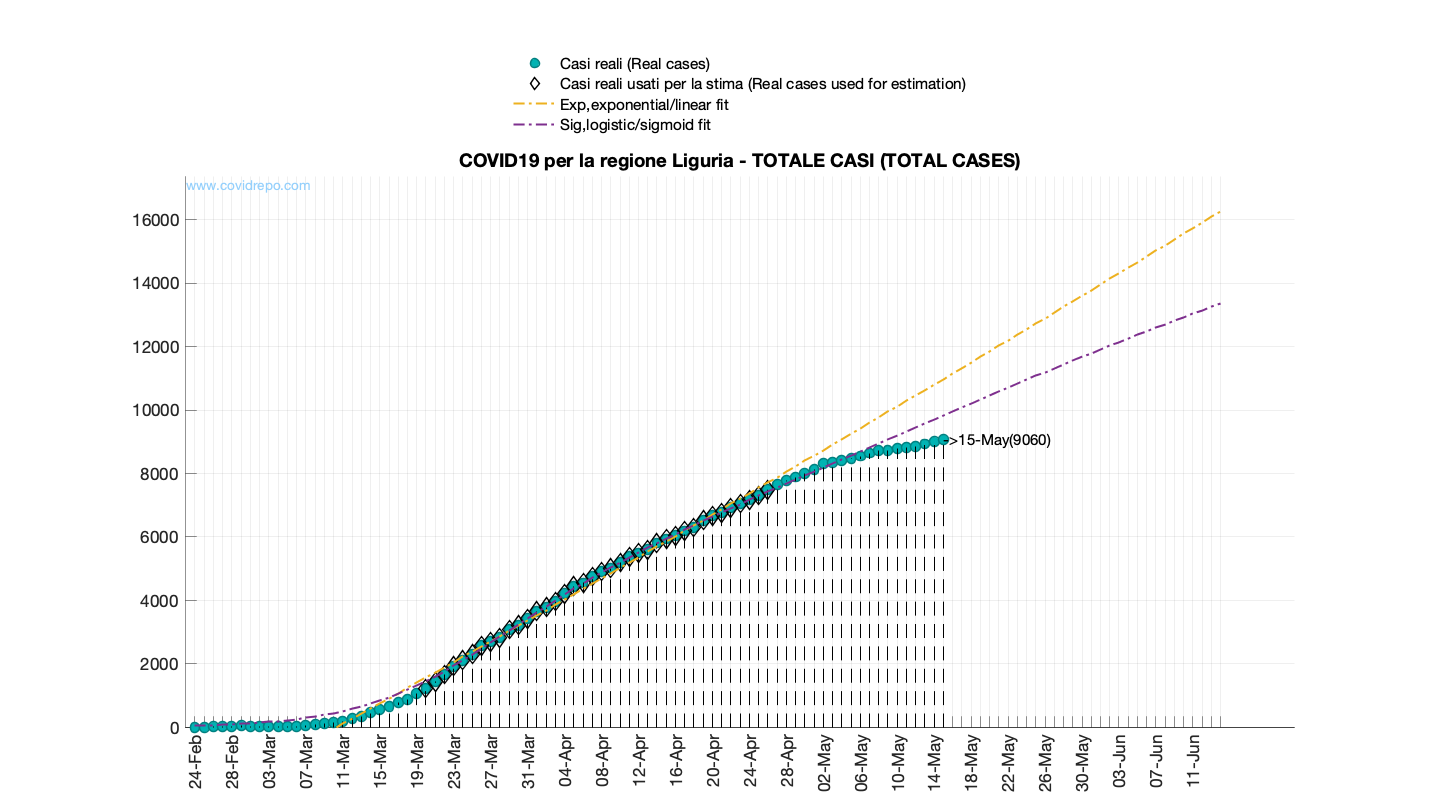 Casi reali (Real cases)
Casi reali usati per la stima (Real cases used for estimation)
Exp,exponential/linear fit
Sig,logistic/sigmoid fit
COVID19 per la regione Liguria - TOTALE CASI (TOTAL CASES)
www.covidrepo.com
16000
14000
12000
10000
8000
6000
4000
2000
0
->15-May(9060)
24-Feb
28-Feb
03-Mar
07-Mar
11-Mar
15-Mar
19-Mar
23-Mar
27-Mar
31-Mar
04-Apr
08-Apr
12-Apr
16-Apr
20-Apr
24-Apr
28-Apr
02-May
06-May
10-May
14-May
18-May
22-May
26-May
30-May
03-Jun
07-Jun
11-Jun